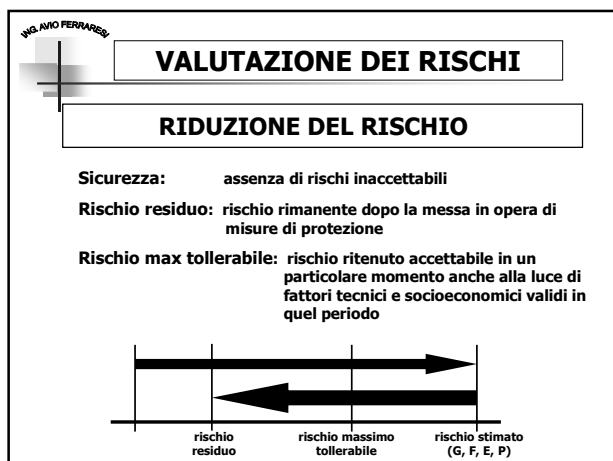 ING. AVIO FERRARESI
VALUTAZIONE DEI RISCHI
RIDUZIONE DEL RISCHIO
Sicurezza: assenza di rischi inaccettabili
Rischio residuo: rischio rimanente dopo la messa in opera di
misure di protezione
Rischio max tollerabile: rischio ritenuto accettabile in un
particolare momento anche alla luce di
fattori tecnici e socioeconomici validi in
quel periodo
rischio
residuo
rischio massimo
tollerabile
rischio stimato
(G, F, E, P)